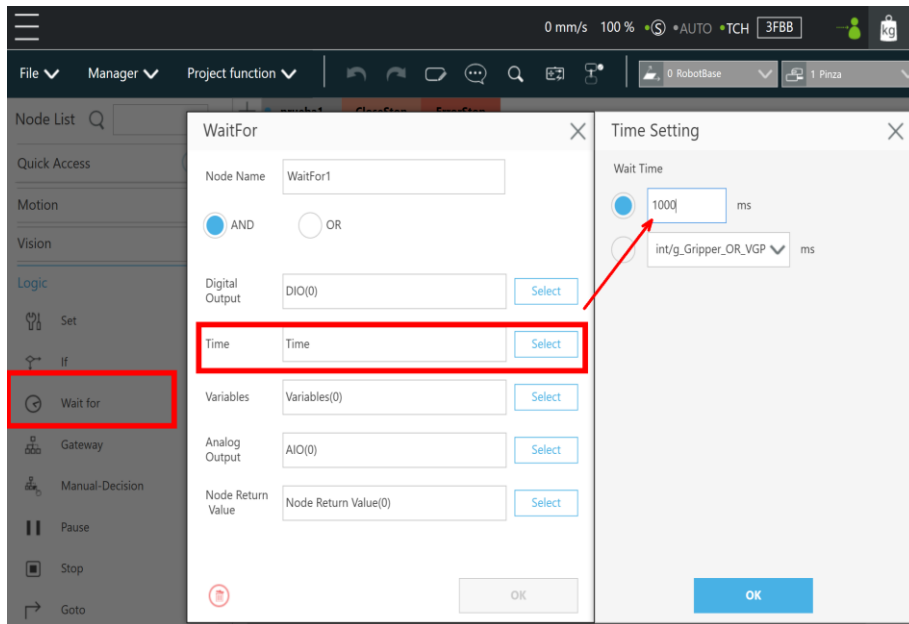 0 mm/s 100 % •Ⓢ •AUTO •TCH 3FBB kg
File Manager Project function 0 RobotBase 1 Pinza
prueba1 CloseStop ErrorStop
Node List
Quick Access
Motion
Vision
Logic
Set
If
Wait for
Gateway
Manual-Decision
Pause
Stop
Goto
WaitFor
Node Name WaitFor1
AND OR
Digital
Output
DIO(0) Select
Time Time Select
Variables Variables(0) Select
Analog
Output
AIO(0) Select
Node Return
Value
Node Return Value(0) Select
OK
Time Setting
Wait Time
1000 ms
int/g_Gripper_OR_VGP ms
OK